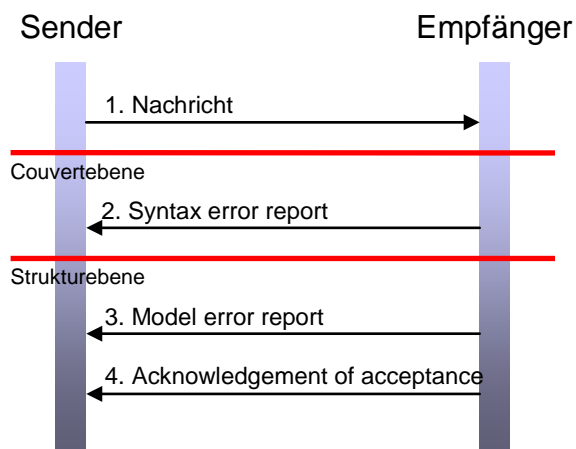 Sender
Empfänger
1. Nachricht
Couvertebene
2. Syntax error report
Strukturebene
3. Model error report
4. Acknowledgement of acceptance